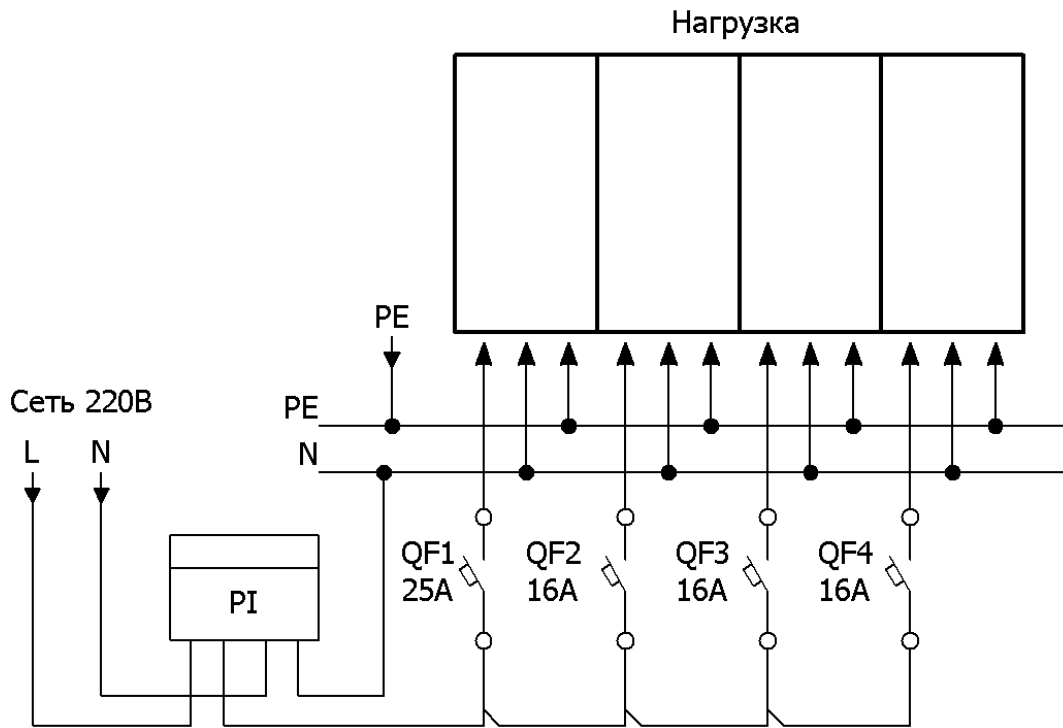 Нагрузка
PE
Сеть 220В
PE
L N
N
QF1 QF2 QF3 QF4
25A 16A 16A 16A
PI